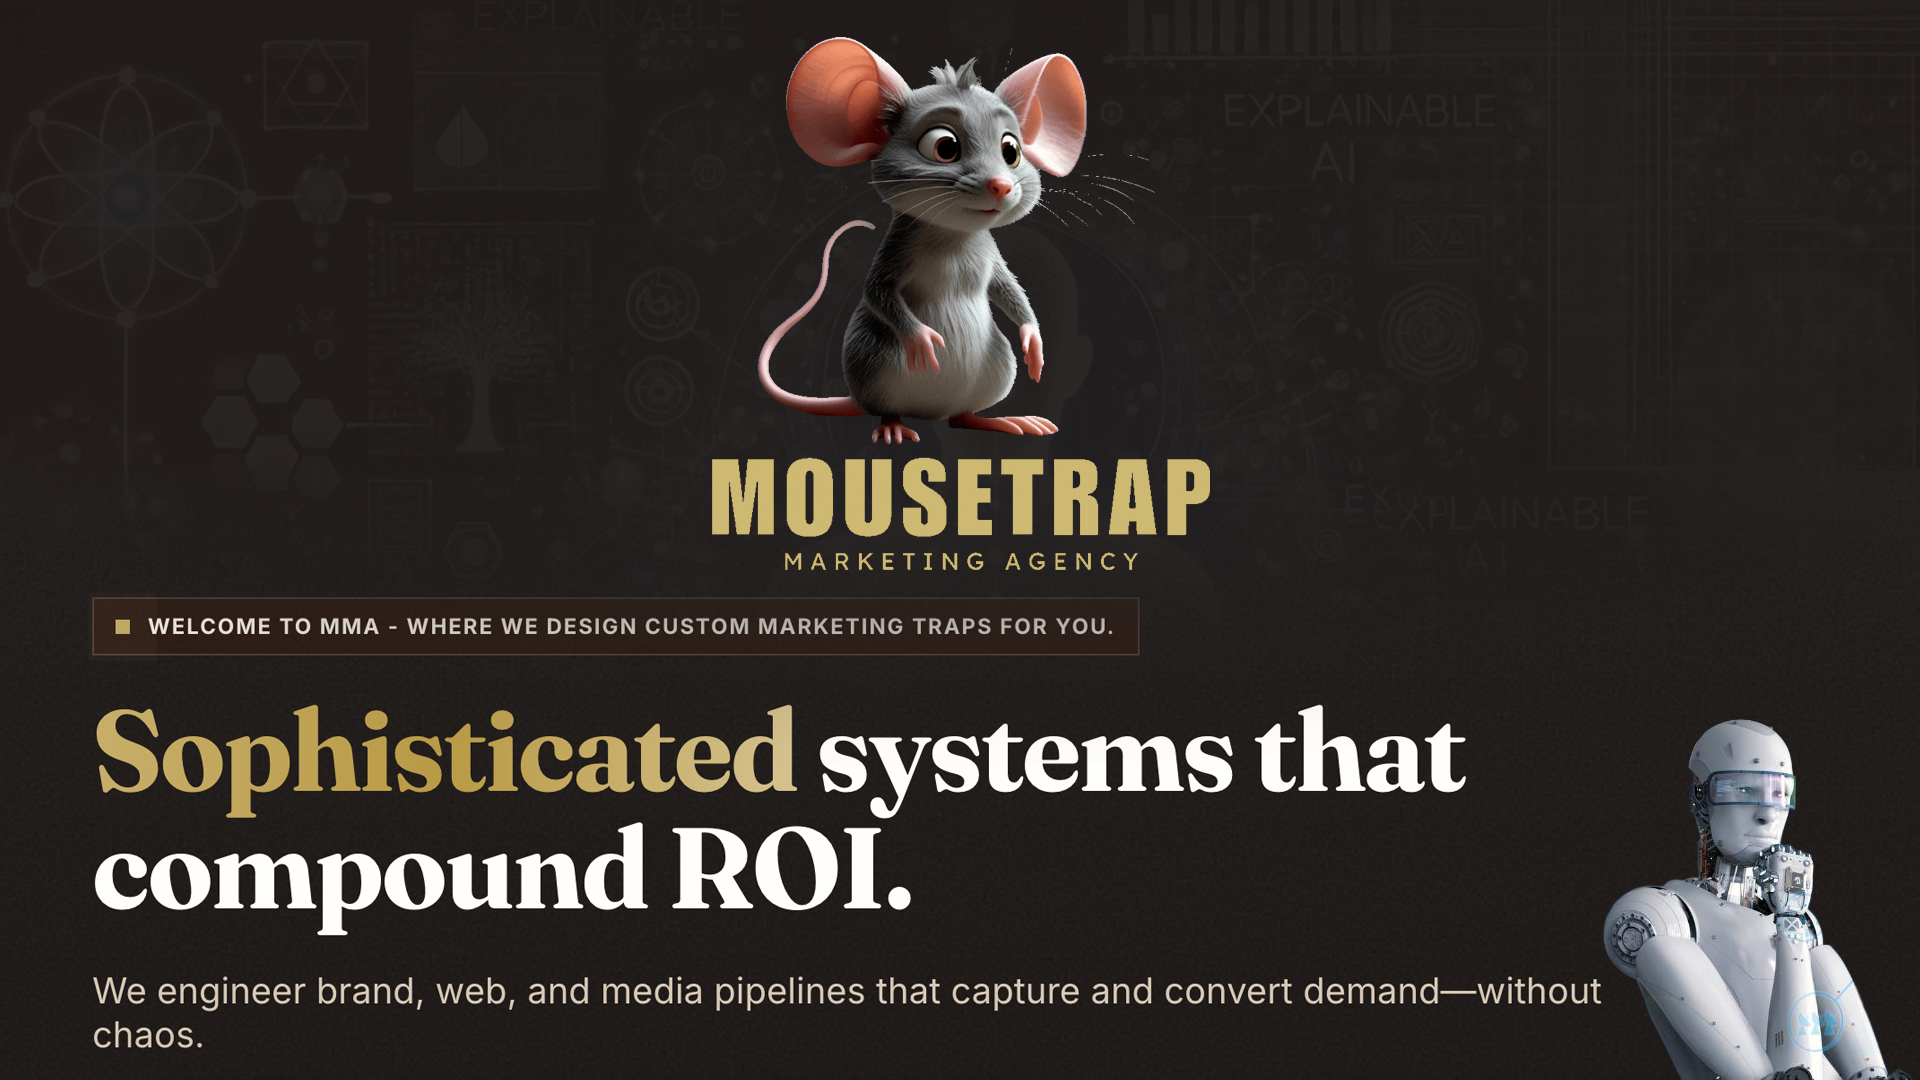 EXPLAINABLE
EXPLAINABLE
AI
MOUSETRAP
MARKETING AGENCY
EXPLAINABLE
AI
WELCOME TO MMA - WHERE WE DESIGN CUSTOM MARKETING TRAPS FOR YOU.
Sophisticated systems that
compound ROI.
We engineer brand, web, and media pipelines that capture and convert demand—without
chaos.